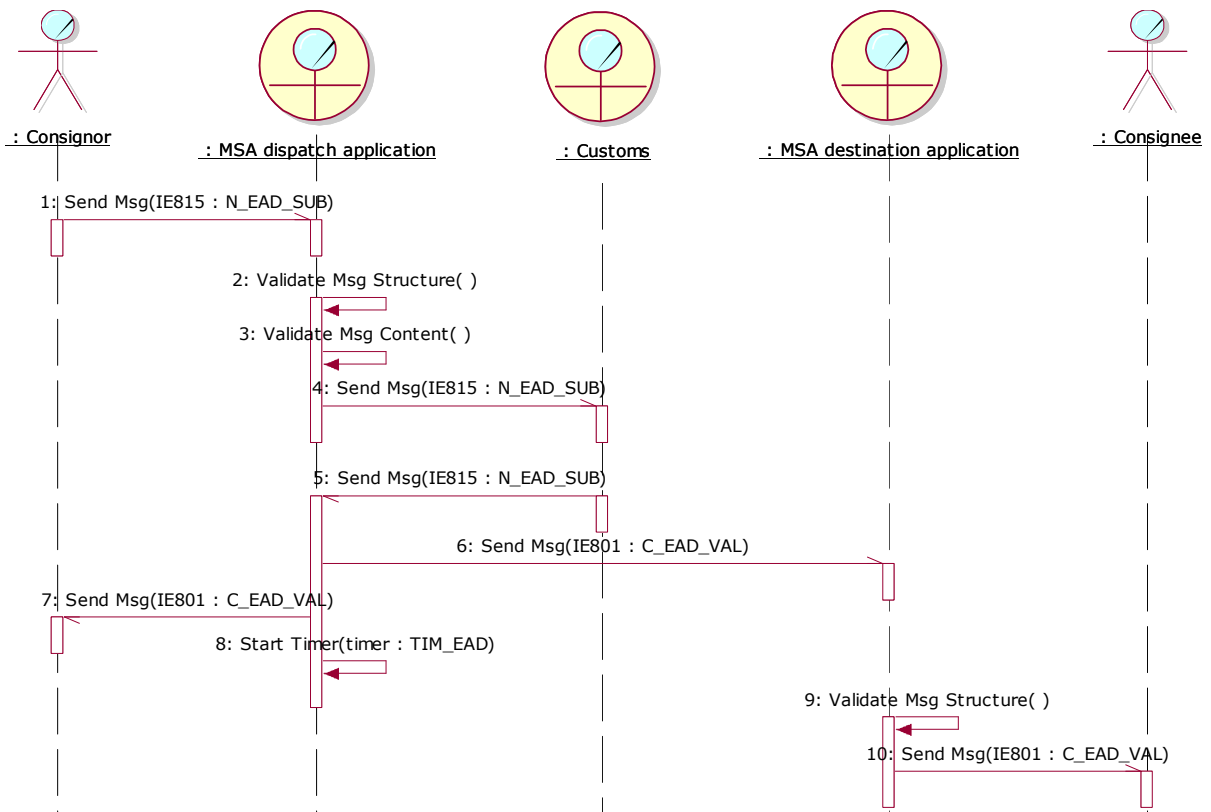 : Consignor
: MSA dispatch application
: Customs
: MSA destination application
: Consignee
1: Send Msg(IE815 : N_EAD_SUB)
2: Validate Msg Structure( )
3: Validate Msg Content( )
4: Send Msg(IE815 : N_EAD_SUB)
5: Send Msg(IE815 : N_EAD_SUB)
6: Send Msg(IE801 : C_EAD_VAL)
7: Send Msg(IE801 : C_EAD_VAL)
8: Start Timer(timer : TIM_EAD)
9: Validate Msg Structure( )
10: Send Msg(IE801 : C_EAD_VAL)